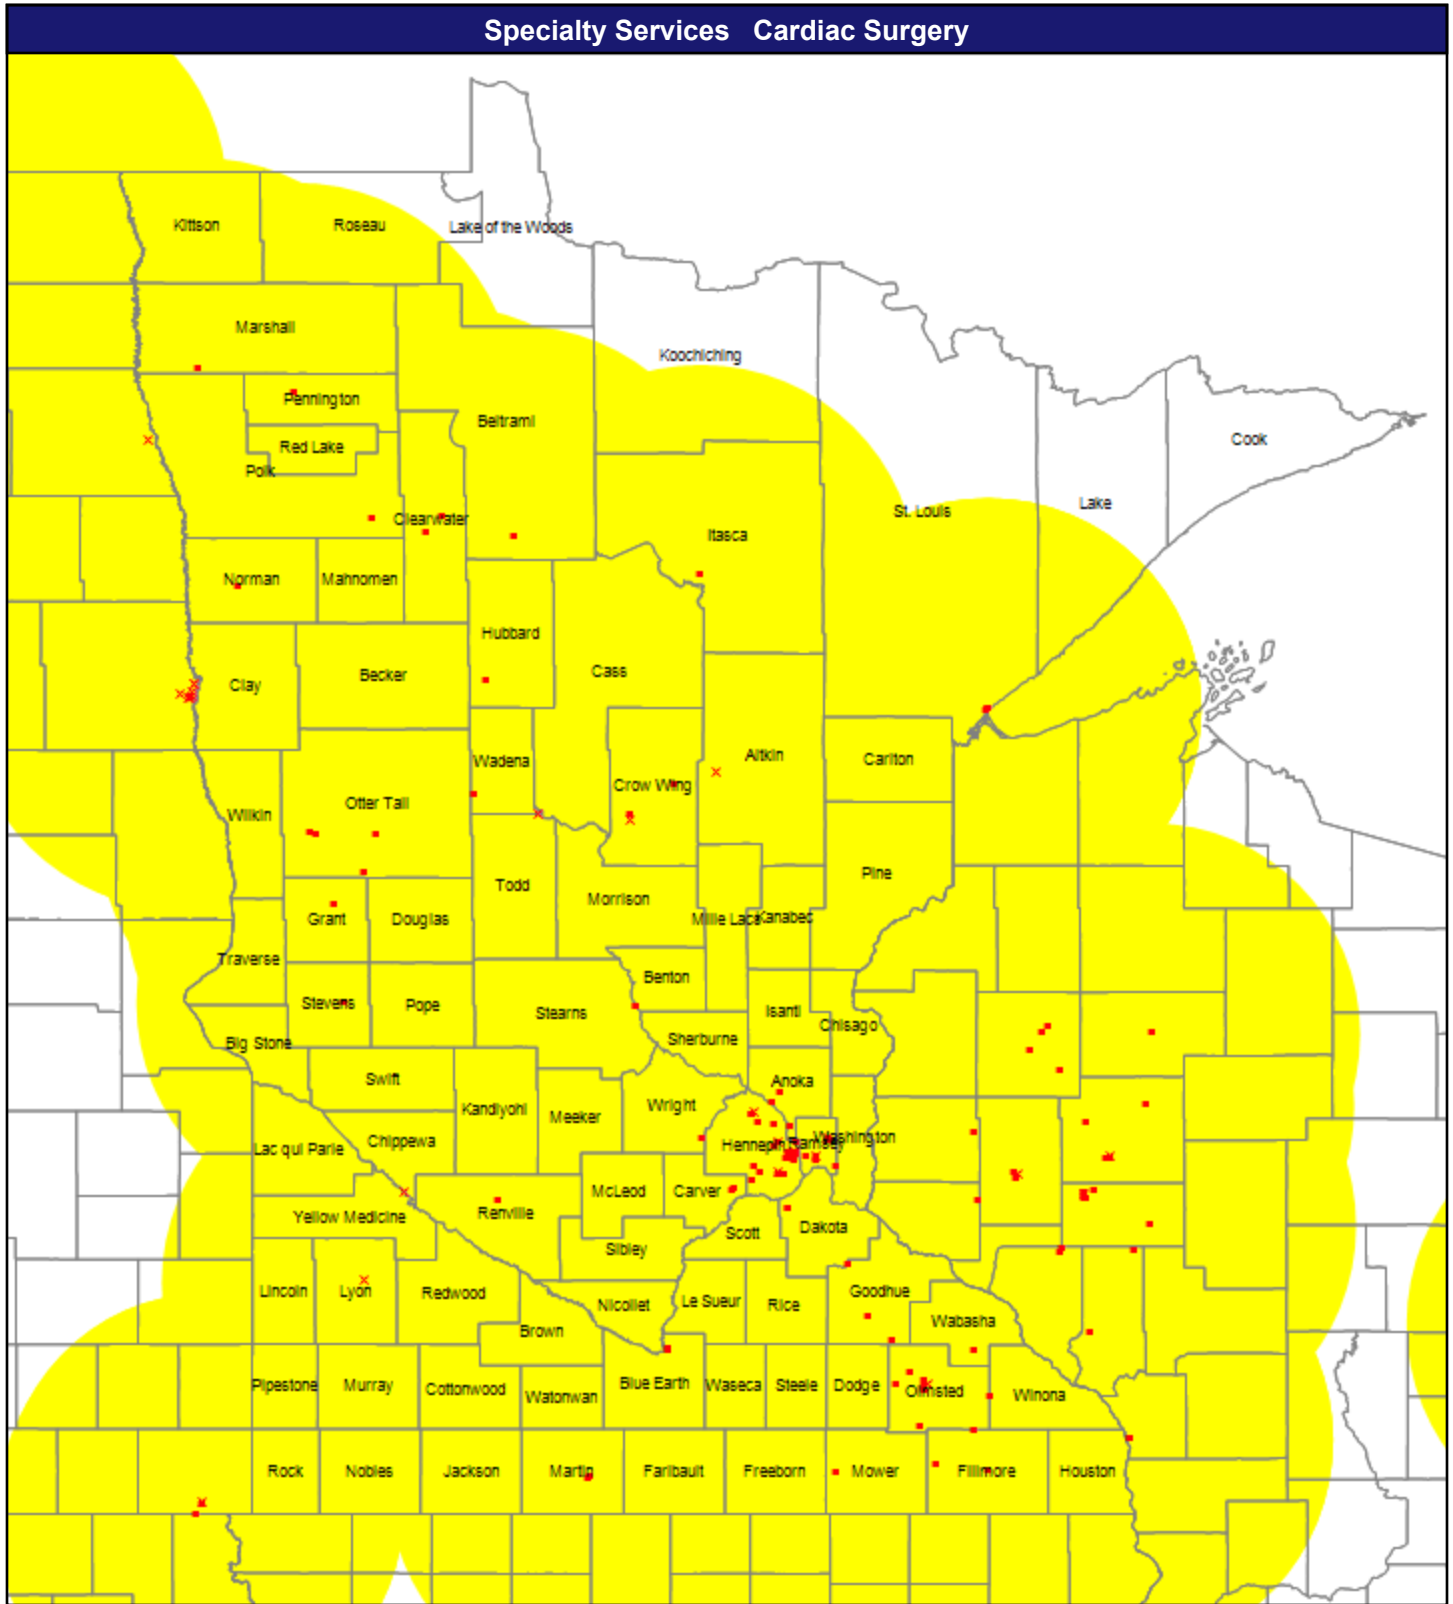 Specialty Services   Cardiac Surgery
Kittson
Roseau
Lake of the Woods
Marshall
Koochiching
Pennington
Beltrami
Cook
Red Lake
Polk
Lake
St. Louis
Clearwater
Itasca
Norman
Mahnomen
Hubbard
Cass
Clay
Becker
Wadena
Aitkin
Carlton
Crow Wing
Otter Tail
Wilkin
Pine
Todd
Morrison
Grant
Douglas
Mille Lacs
Kanabec
Traverse
Benton
Stevens
Pope
Stearns
Isanti
Chisago
Sherburne
Big Stone
Swift
Anoka
Kandiyohi
Wright
Meeker
Chippewa
Washington
Lac qui Parle
Hennepin
Ramsey
McLeod
Carver
Yellow Medicine
Renville
Scott
Dakota
Sibley
Lincoln
Lyon
Redwood
Goodhue
Nicollet
Le Sueur
Rice
Wabasha
Brown
Pipestone
Murray
Cottonwood
Watonwan
Blue Earth
Waseca
Steele
Dodge
Olmsted
Winona
Rock
Nobles
Jackson
Martin
Faribault
Freeborn
Mower
Fillmore
Houston